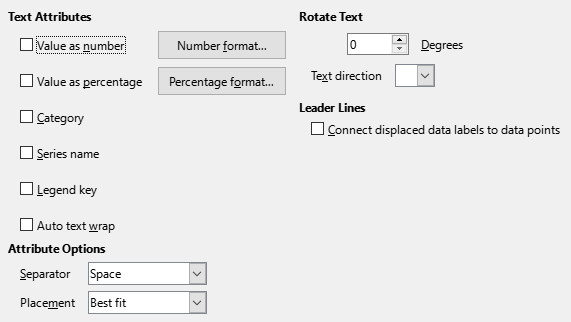 Text Attributes
Value as number
Number format...
Value as percentage
Percentage format...
Category
Series name
Legend key
Auto text wrap
Attribute Options
Separator
Space
Placement
Best fit
Rotate Text
0
Degrees
Text direction
Leader Lines
Connect displaced data labels to data points